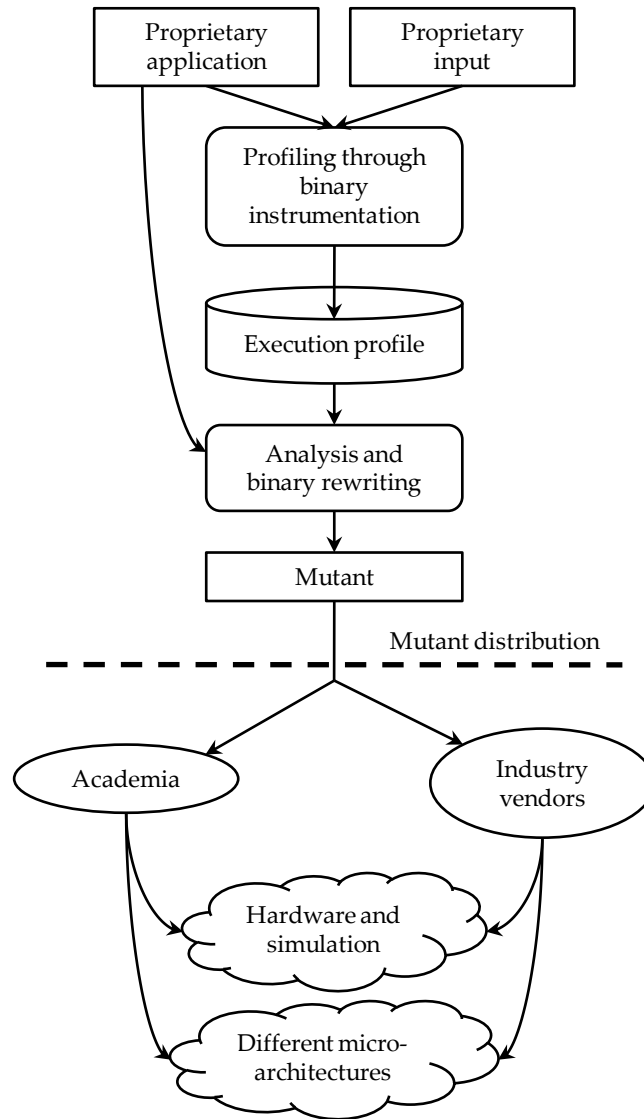 Proprietary
application
Proprietary
input
Profiling through
binary
instrumentation
Execution profile
Analysis and
binary rewriting
Mutant
Mutant distribution
Academia
Industry
vendors
Hardware and
simulation
Different micro-
architectures